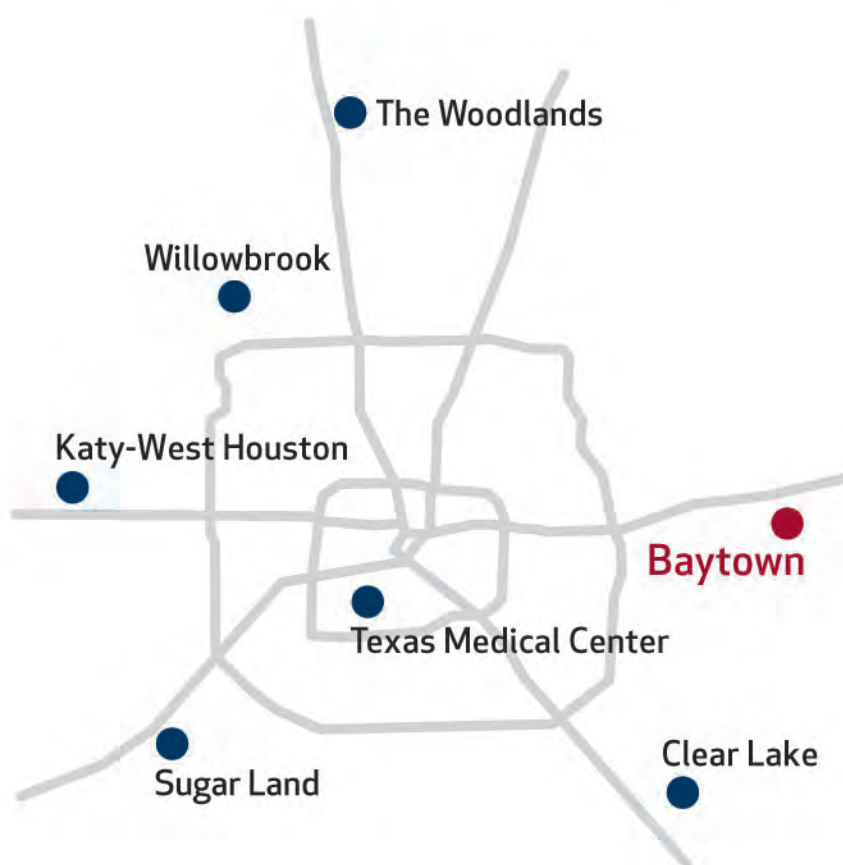 The Woodlands
Willowbrook
Katy-West Houston
Baytown
Texas Medical Center
Clear Lake
Sugar Land